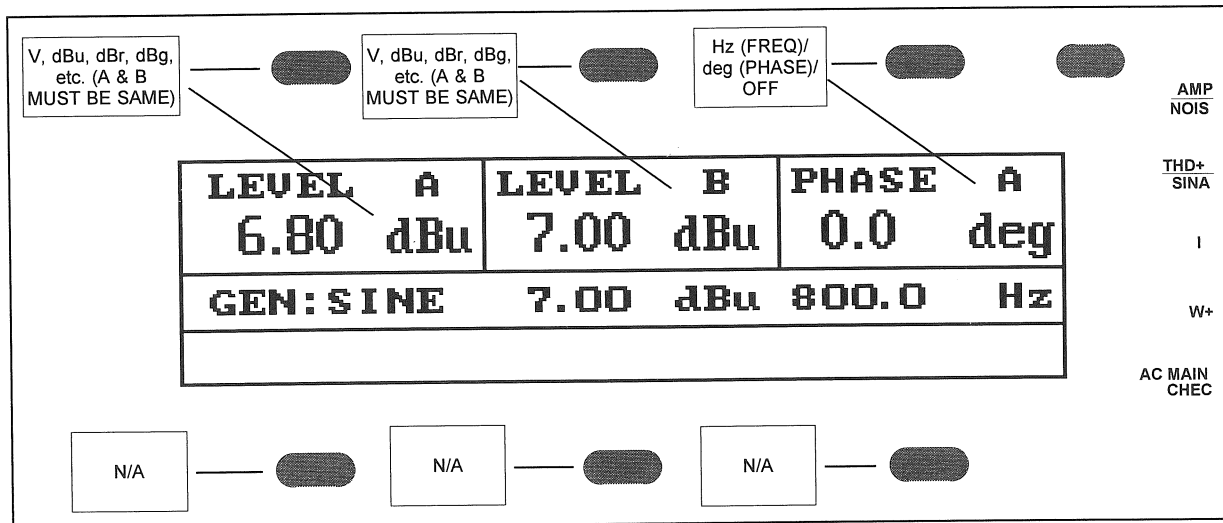 V, dBu, dBr, dBg,
etc. (A & B
MUST BE SAME)
V, dBu, dBr, dBg,
etc. (A & B
MUST BE SAME)
Hz (FREQ)/
deg (PHASE)/
OFF
AMP
NOIS
THD+
SINA
I
W+
AC MAIN
CHEC
LEVEL A
6.80 dBu
LEVEL B
7.00 dBu
PHASE A
0.0 deg
GEN:SINE 7.00 dBu 800.0 Hz
N/A
N/A
N/A